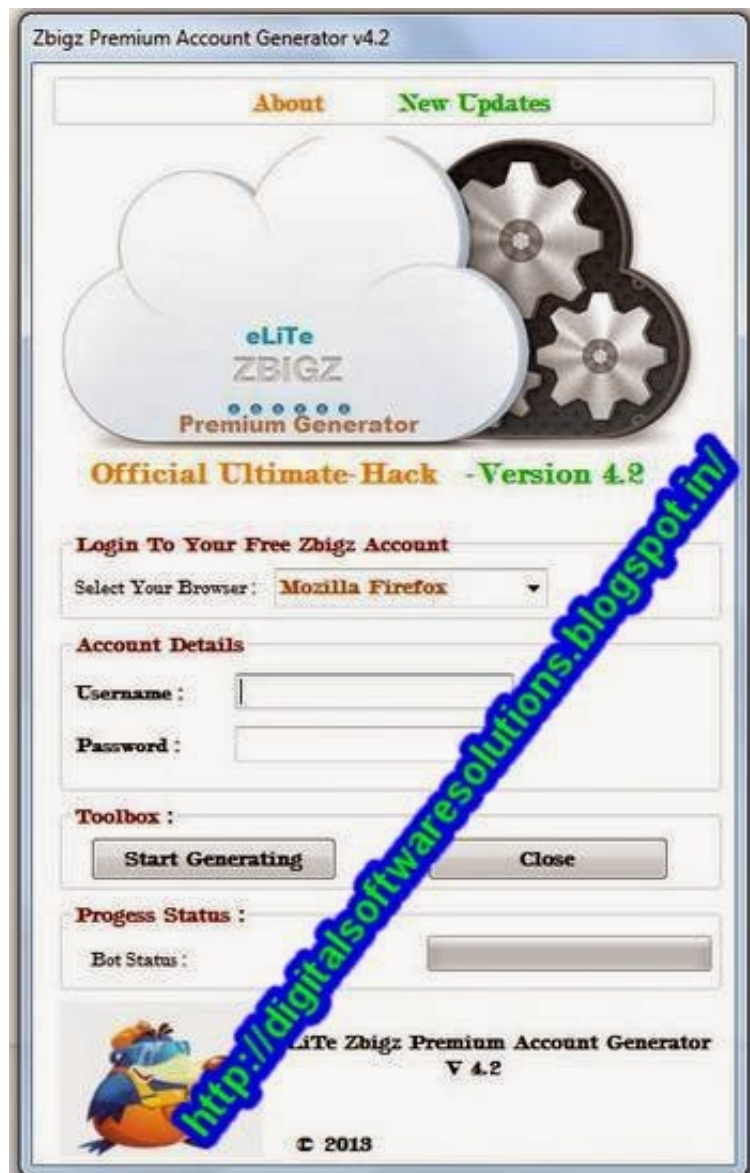 Zbigz Premium Account Generator v4.2
About New Updates
eLiTe
ZBIGZ
Premium Generator
Official Ultimate-Hack -Version 4.2
Login To Your Free Zbigz Account
Select Your Browser: Mozilla Firefox
Account Details
Username :
Password :
Toolbox :
Start Generating Close
Progess Status :
Bot Status :
LiTe Zbigz Premium Account Generator
V 4.2
© 2013
http://digitalsoftwaresolutions.blogspot.in/